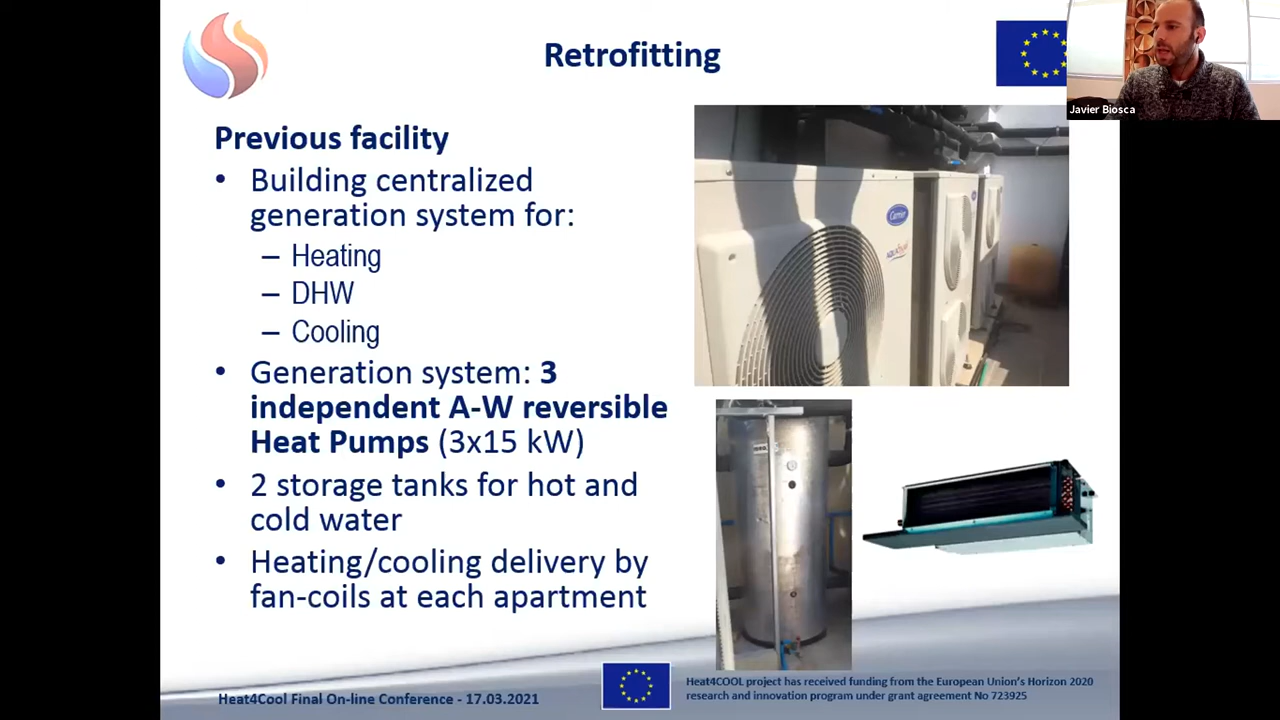 Retrofitting
Javier Biosca
Previous facility
• Building centralized
generation system for:
– Heating
– DHW
– Cooling
• Generation system: 3
independent A-W reversible
Heat Pumps (3x15 kW)
• 2 storage tanks for hot and
cold water
• Heating/cooling delivery by
fan-coils at each apartment
Carrier
Heat4Cool Final On-line Conference - 17.03.2021
Heat4COOL project has received funding from the European Union's Horizon 2020
research and innovation program under grant agreement No 723925